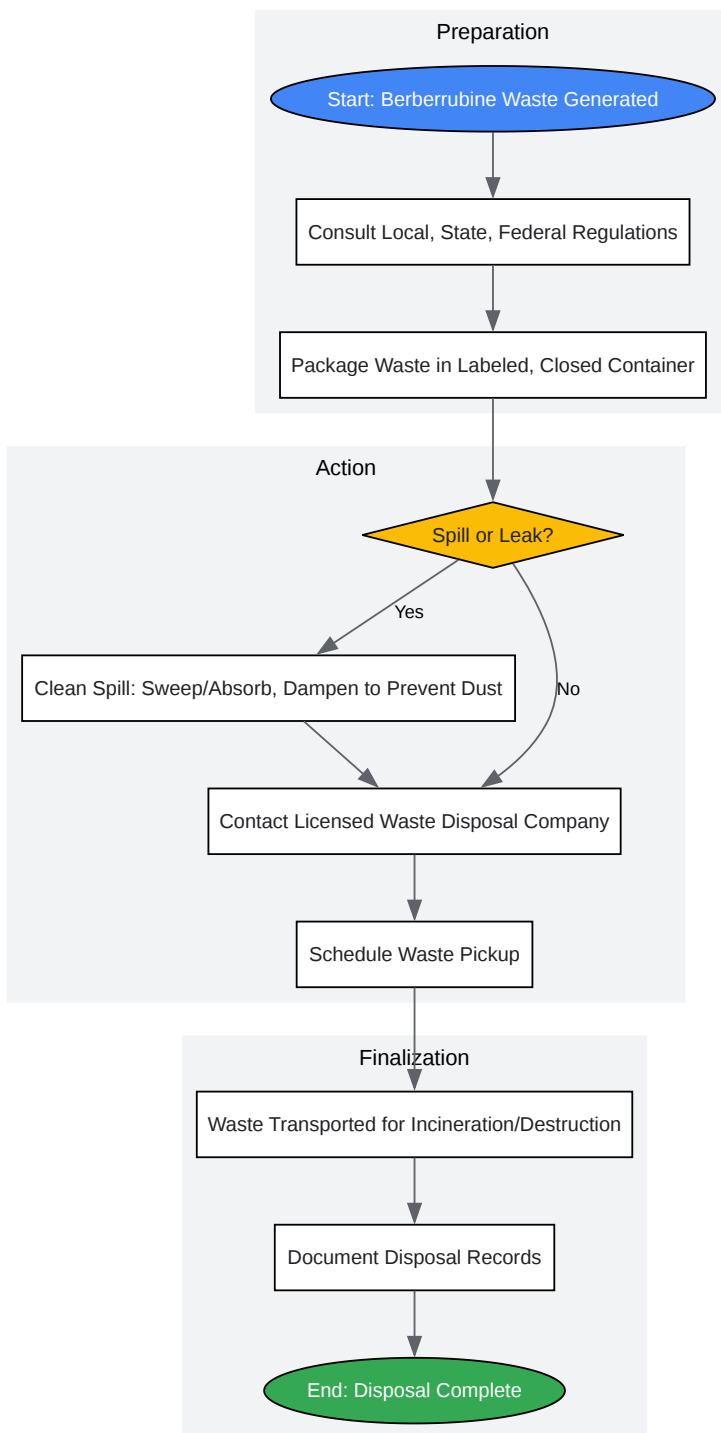 Preparation
Start: Berberrubine Waste Generated
Consult Local, State, Federal Regulations
Package Waste in Labeled, Closed Container
Action
Spill or Leak?
Yes
Clean Spill: Sweep/Absorb, Dampen to Prevent Dust
No
Contact Licensed Waste Disposal Company
Schedule Waste Pickup
Finalization
Waste Transported for Incineration/Destruction
Document Disposal Records
End: Disposal Complete